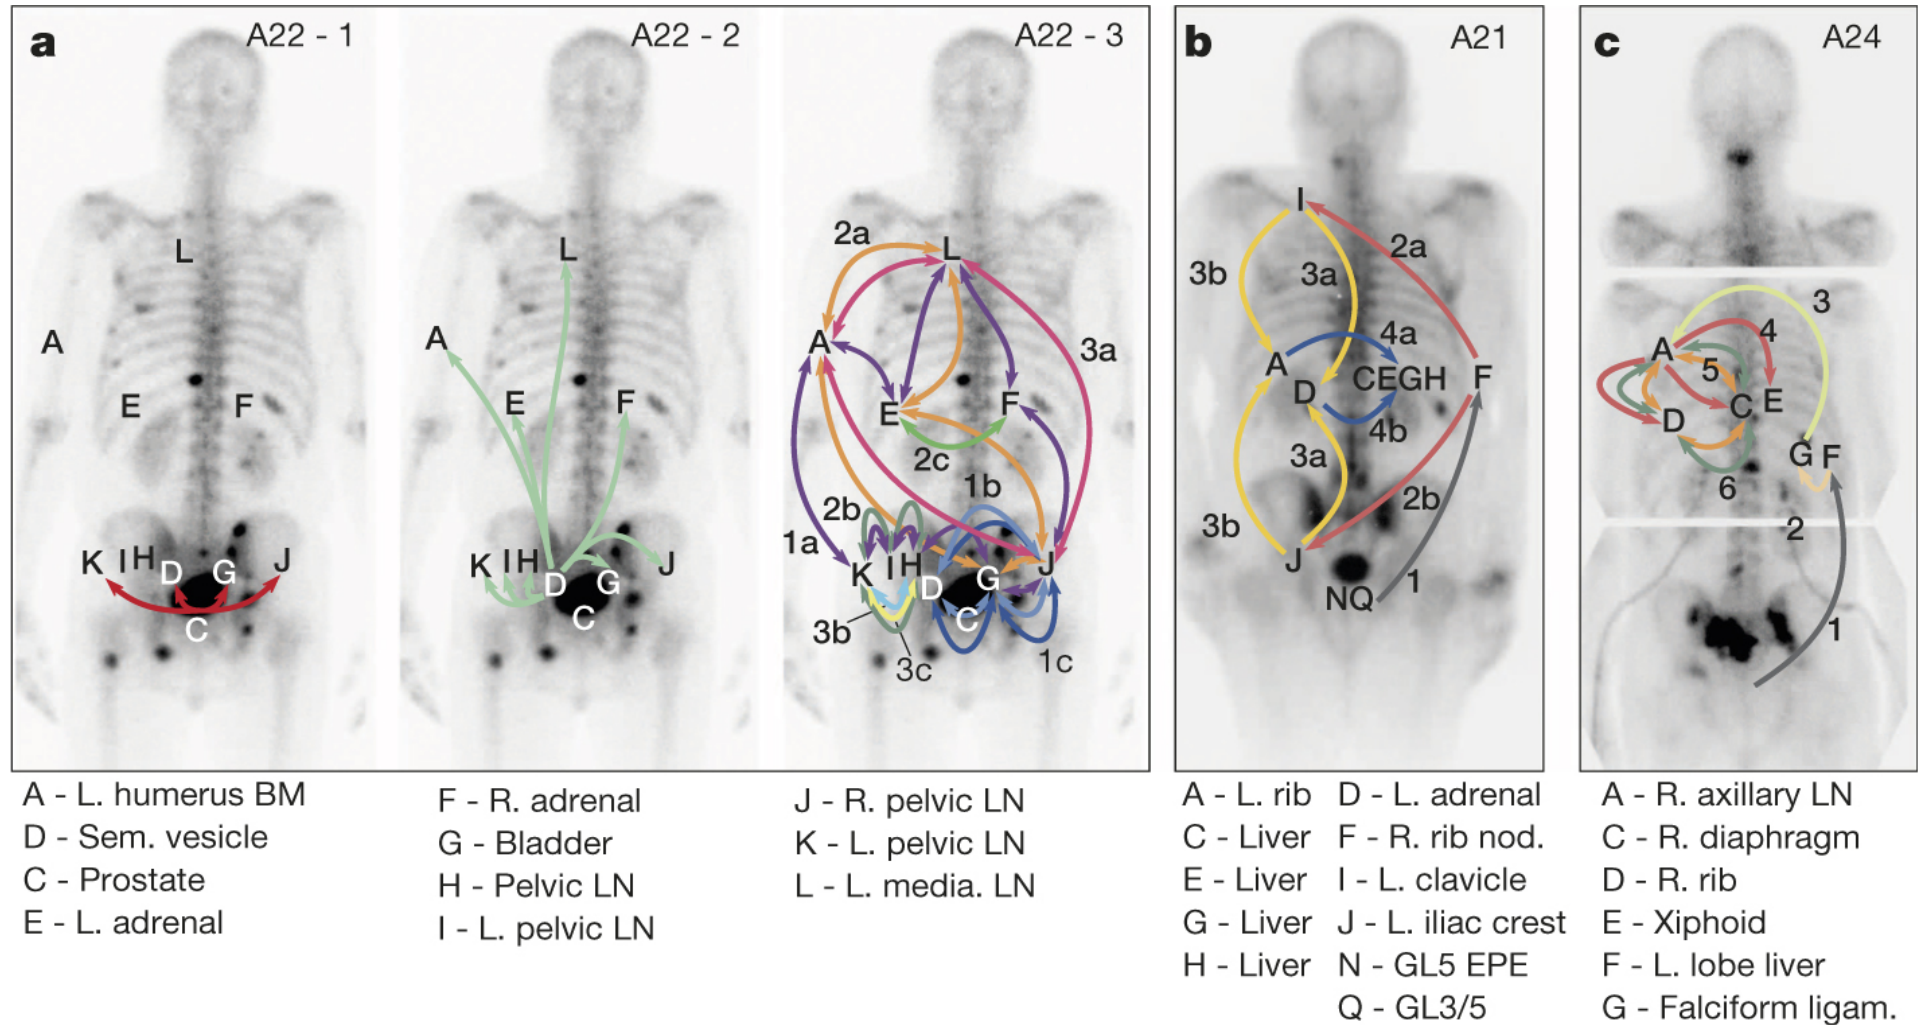 a
A22 - 1
L
A
E
F
K
I
H
D
G
J
C
A22 - 2
L
A
E
F
K
I
H
D
G
J
C
A22 - 3
2a
L
A
3a
E
F
2c
1b
2b
1a
K
I
H
D
G
J
C
3b
3c
1c
b
A21
I
2a
3b
3a
4a
A
D
CEGH
F
4b
3a
2b
3b
J
NQ
1
c
A24
3
4
A
5
D
C
E
G
F
6
2
1
A - L. humerus BM
D - Sem. vesicle
C - Prostate
E - L. adrenal
F - R. adrenal
G - Bladder
H - Pelvic LN
I - L. pelvic LN
J - R. pelvic LN
K - L. pelvic LN
L - L. media. LN
A - L. rib
C - Liver
E - Liver
G - Liver
H - Liver
D - L. adrenal
F - R. rib nod.
I - L. clavicle
J - L. iliac crest
N - GL5 EPE
Q - GL3/5
A - R. axillary LN
C - R. diaphragm
D - R. rib
E - Xiphoid
F - L. lobe liver
G - Falciform ligam.